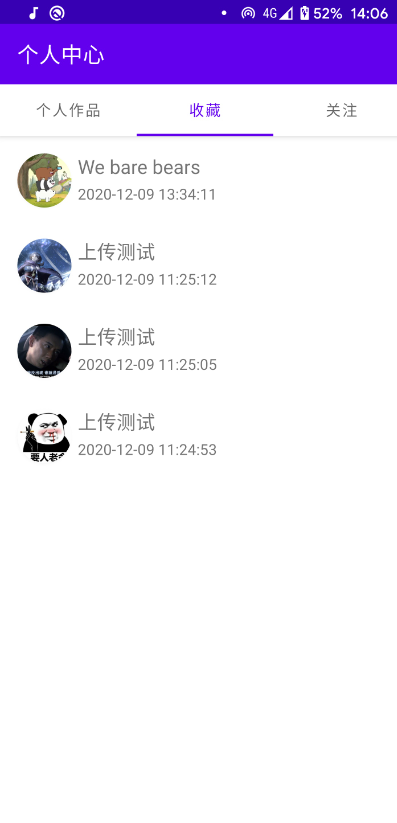 4G 52% 14:06
个人中心
个人作品 收藏 关注
We bare bears
2020-12-09 13:34:11
上传测试
2020-12-09 11:25:12
上传测试
2020-12-09 11:25:05
上传测试
2020-12-09 11:24:53